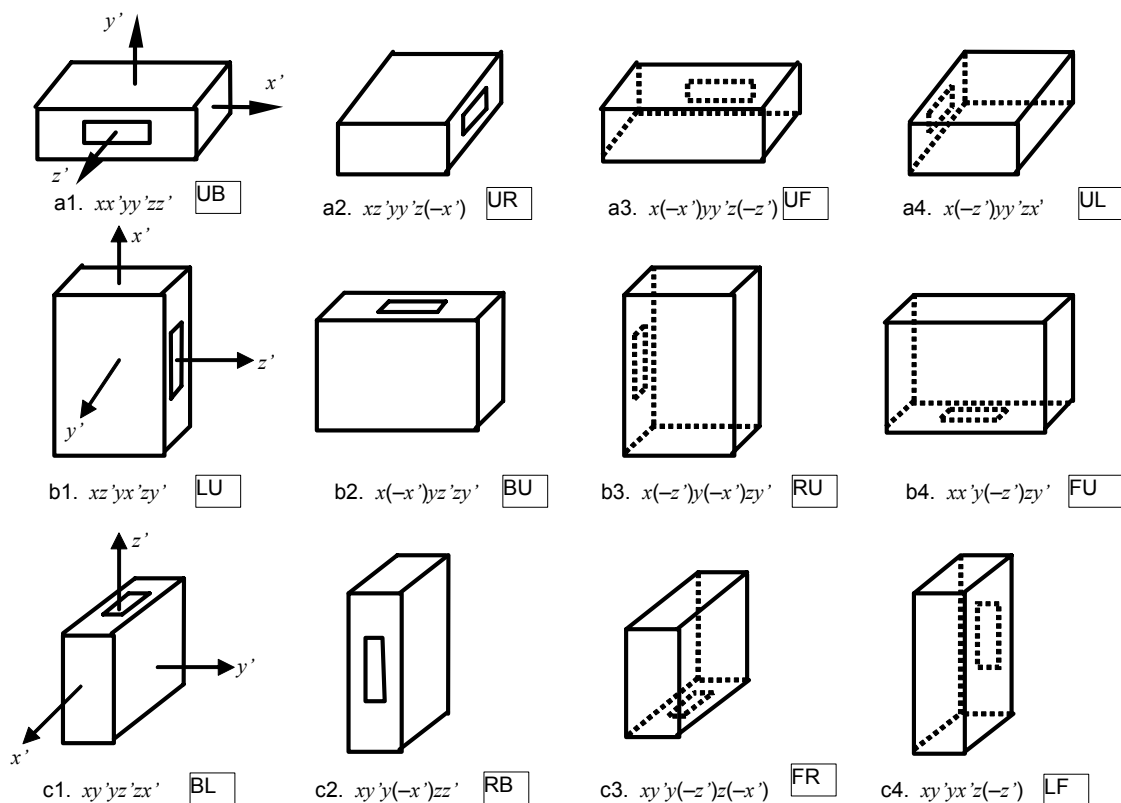 y’
x’
z’
a1. xx’yy’zz’ UB
a2. xz’yy’z(–x’) UR
a3. x(–x’)yy’z(–z’) UF
a4. x(–z’)yy’zx’ UL
x’
z’
y’
b1. xz’yx’zy’ LU
b2. x(–x’)yz’zy’ BU
b3. x(–z’)y(–x’)zy’ RU
b4. xx’y(–z’)zy’ FU
z’
y’
x’
c1. xy’yz’zx’ BL
c2. xy’y(–x’)zz’ RB
c3. xy’y(–z’)z(–x’) FR
c4. xy’yx’z(–z’) LF